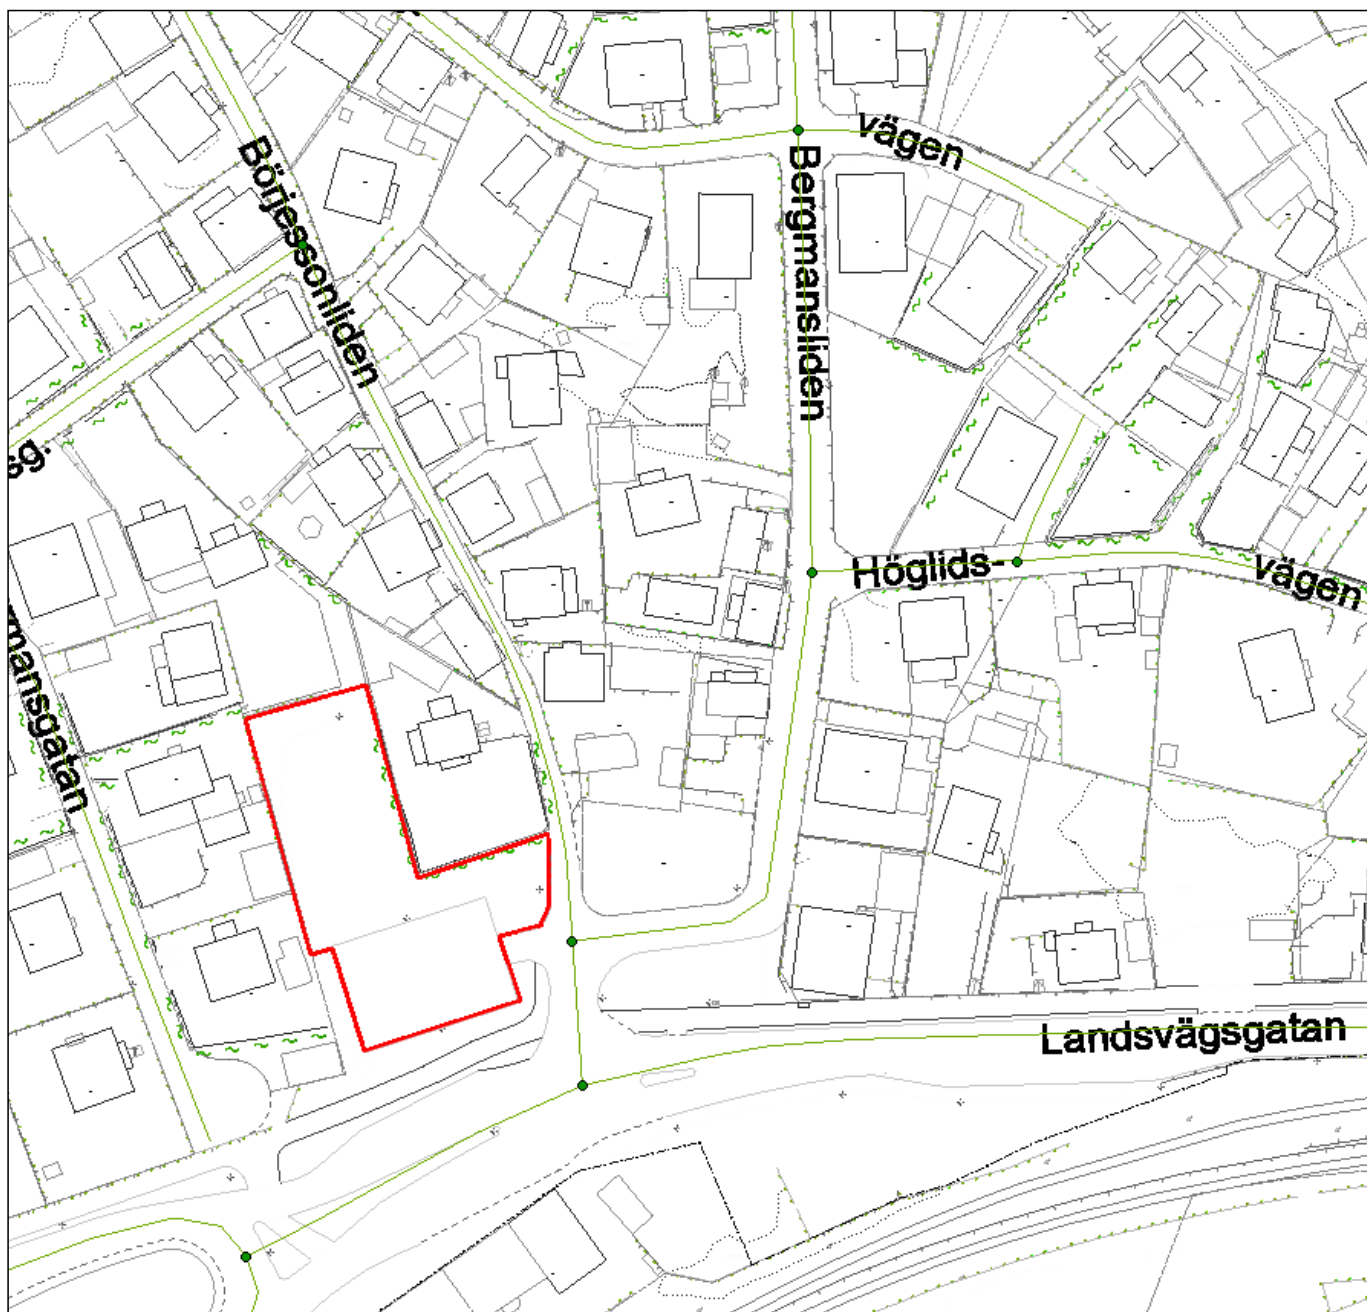 vägen
Börjessonliden
Bergmansliden
sg.
Höglids-
vägen
mansgatan
Landsvägsgatan